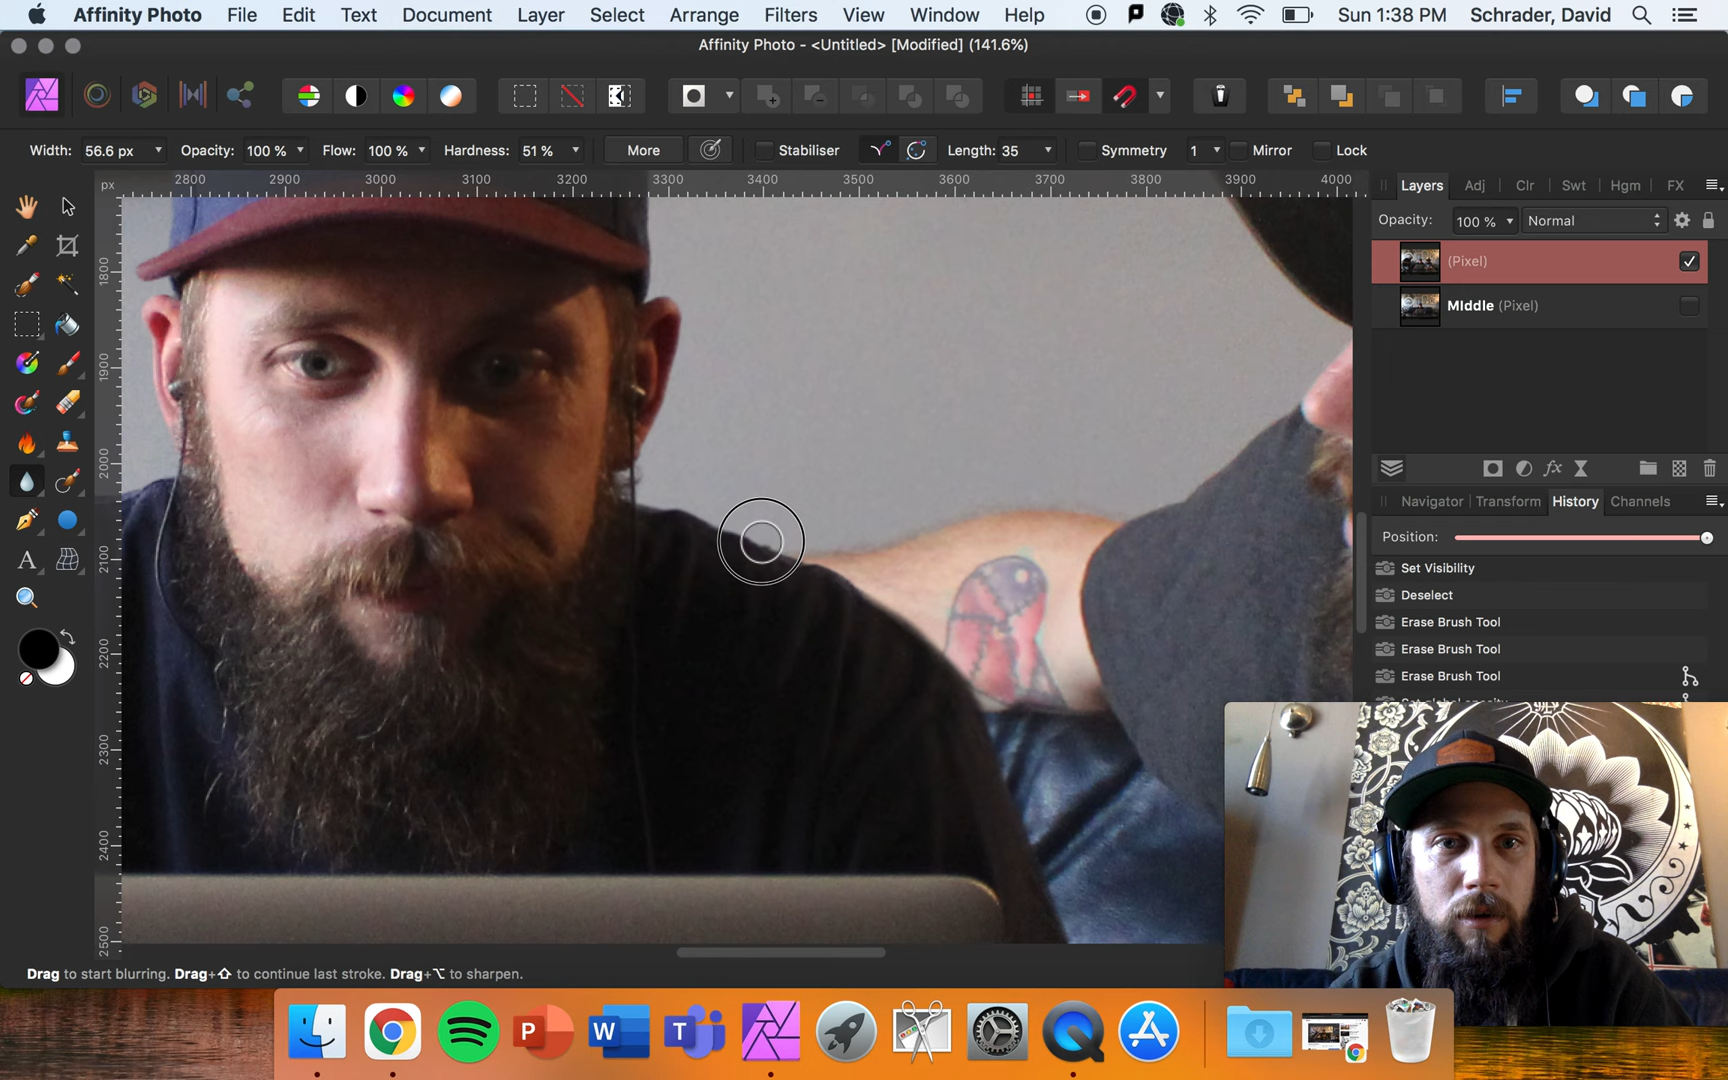 Affinity Photo File Edit Text Document Layer Select Arrange Filters View Window Help Sun 1:38 PM Schrader, David
Affinity Photo - <Untitled> [Modified] (141.6%)
Width: 56.6 px Opacity: 100 % Flow: 100 % Hardness: 51 % More Stabiliser Length: 35 Symmetry 1 Mirror Lock
px 2800 2900 3000 3100 3200 3300 3400 3500 3600 3700 3800 3900 4000
1800
1900
2000
2100
2200
2300
2400
2500
Layers Adj Clr Swt Hgm FX
Opacity: 100 % Normal
(Pixel)
MIddle (Pixel)
Navigator Transform History Channels
Position:
Set Visibility
Deselect
Erase Brush Tool
Erase Brush Tool
Erase Brush Tool
A
Drag to start blurring. Drag+⇧ to continue last stroke. Drag+⌥ to sharpen.
P W T